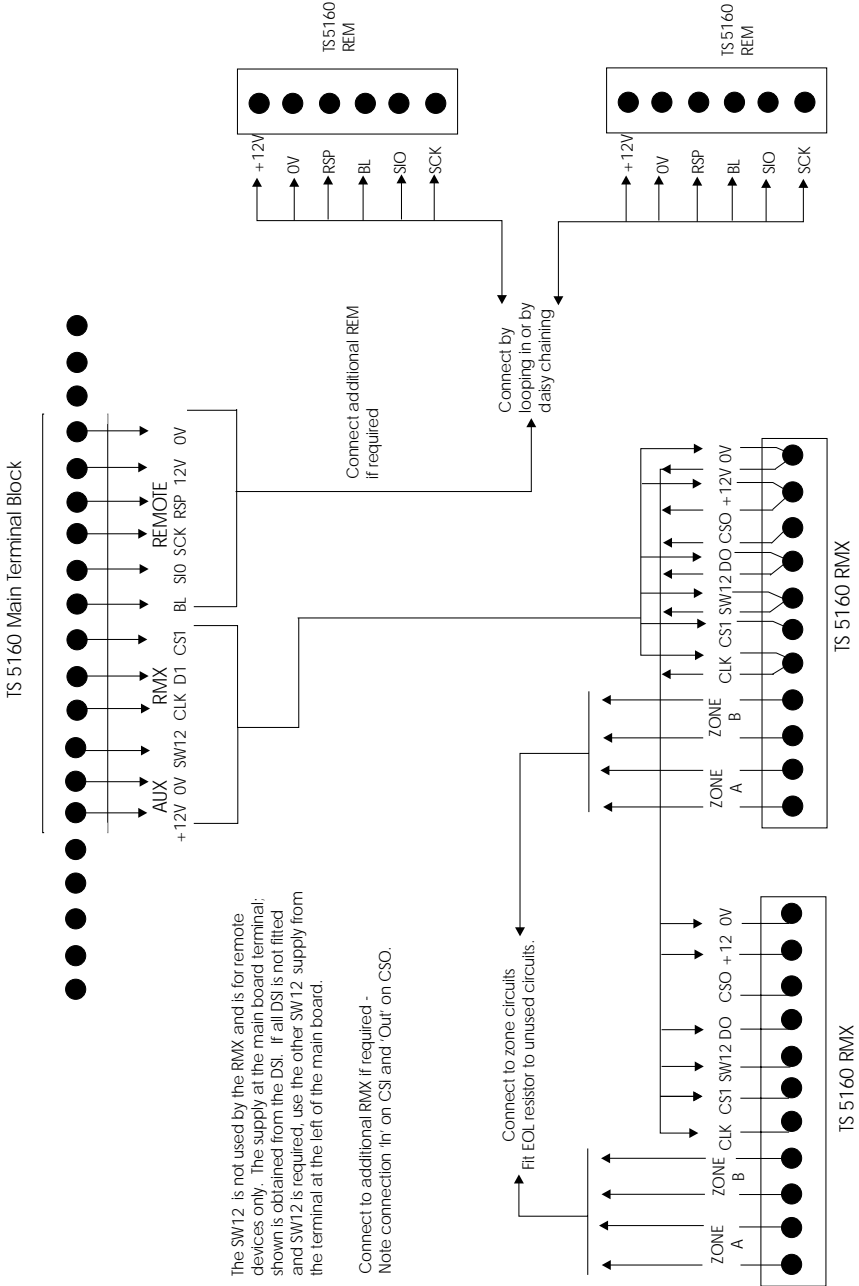 TS 5160 Main Terminal Block
+12V 0V SW12 CLK D1 CS1 BL SI0 SCK RSP 12V 0V
AUX
RMX
REMOTE
The SW12 is not used by the RMX and is for remote
devices only. The supply at the main board terminal;
shown is obtained from the DSI. If all DSI is not fitted
and SW12 is required, use the other SW12 supply from
the terminal at the left of the main board.
Connect to additional RMX if required -
Note connection 'In' on CSI and 'Out' on CSO.
Connect additional REM
if required
TS5160
REM
+12V
0V
RSP
BL
SIO
SCK
Connect by
looping in or by
daisy chaining
TS5160
REM
+12V
0V
RSP
BL
SIO
SCK
Connect to zone circuits
Fit EOL resistor to unused circuits.
ZONE
A
ZONE
B
CLK CS1 SW12 DO CSO +12 0V
TS 5160 RMX
ZONE
A
ZONE
B
CLK CS1 SW12 DO CSO +12V 0V
TS 5160 RMX